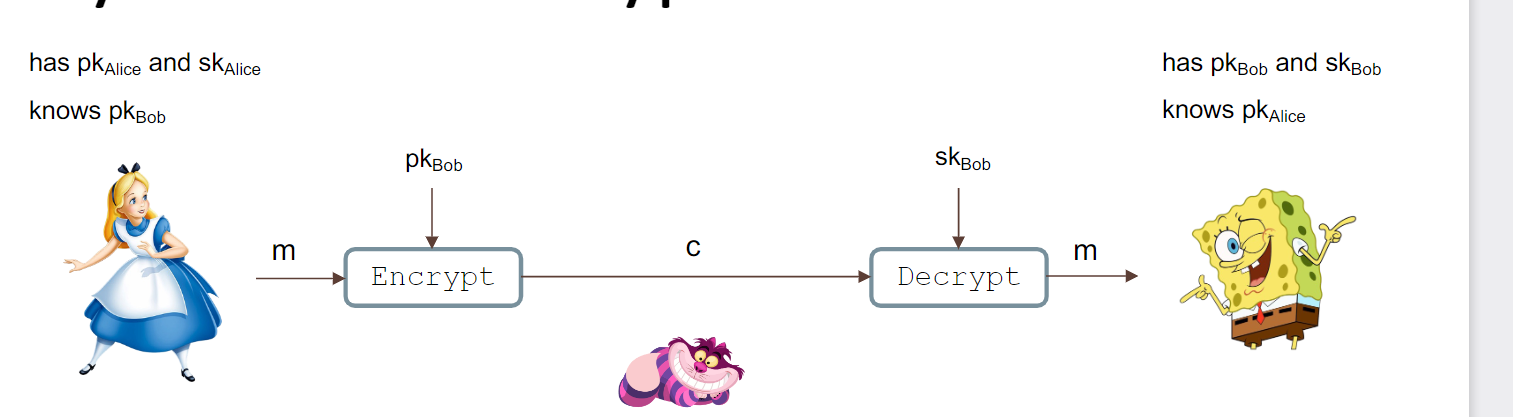 has pkAlice and skAlice
knows pkBob
has pkBob and skBob
knows pkAlice
pkBob
skBob
m
Encrypt
c
Decrypt
m